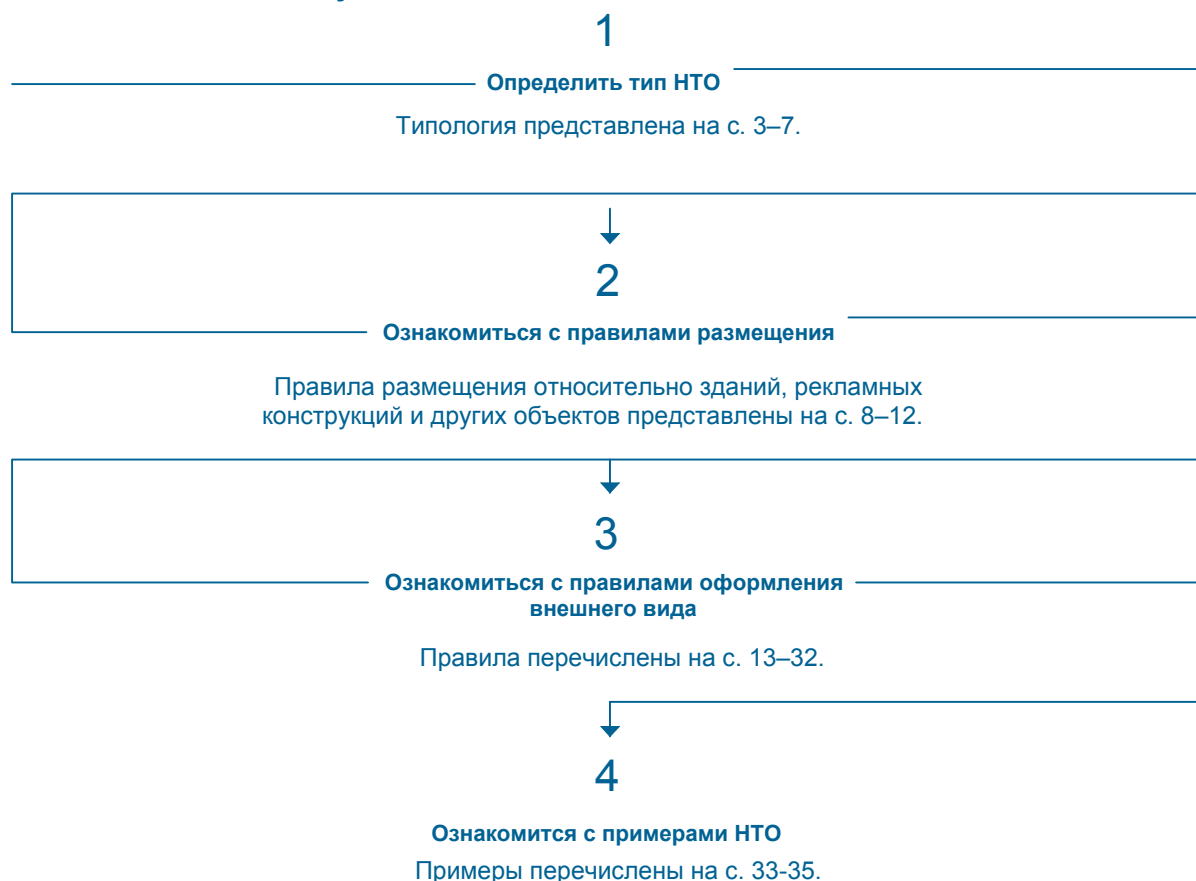 1
Определить тип НТО
Типология представлена на с. 3–7.
2
Ознакомиться с правилами размещения
Правила размещения относительно зданий, рекламных
конструкций и других объектов представлены на с. 8–12.
3
Ознакомиться с правилами оформления
внешнего вида
Правила перечислены на с. 13–32.
4
Ознакомится с примерами НТО
Примеры перечислены на с. 33-35.